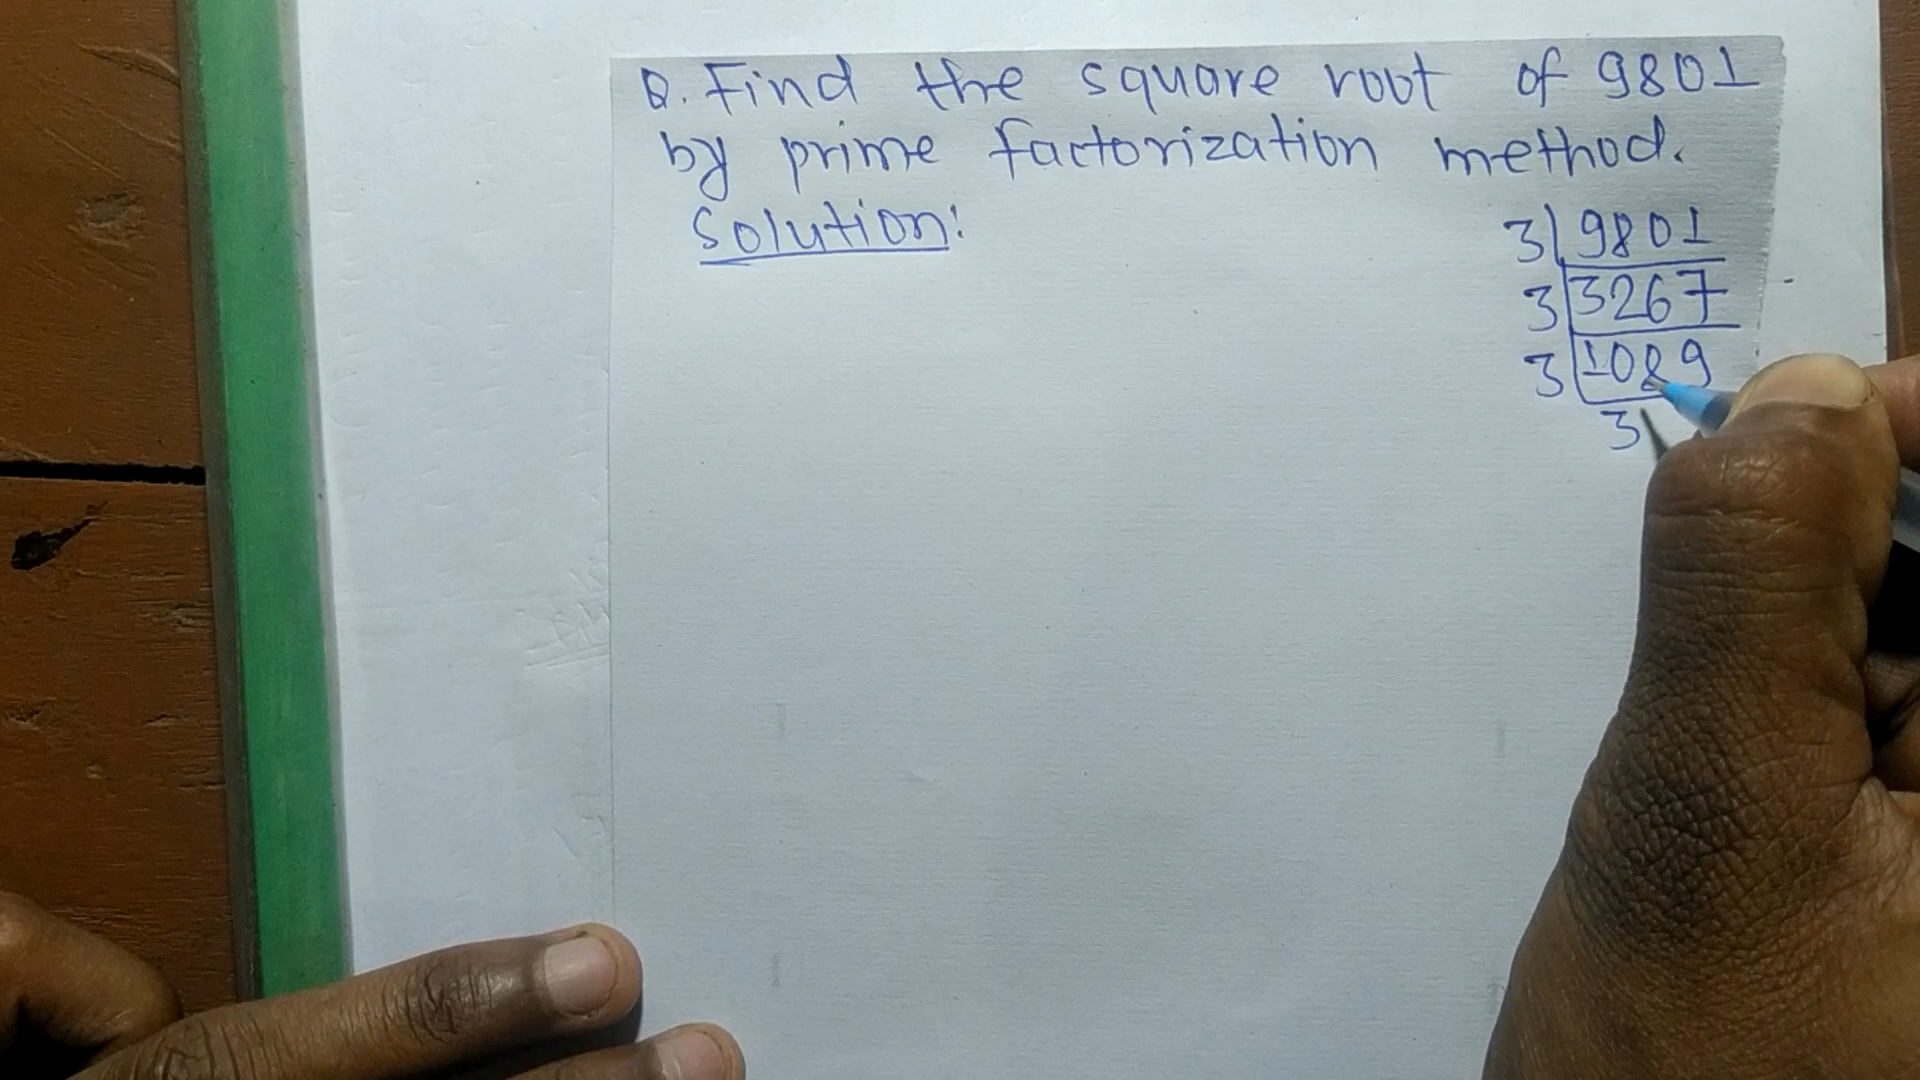 Q. Find the square root of 9801
by prime factorization method.
Solution:
3 9801
3 3267
3 1089
3